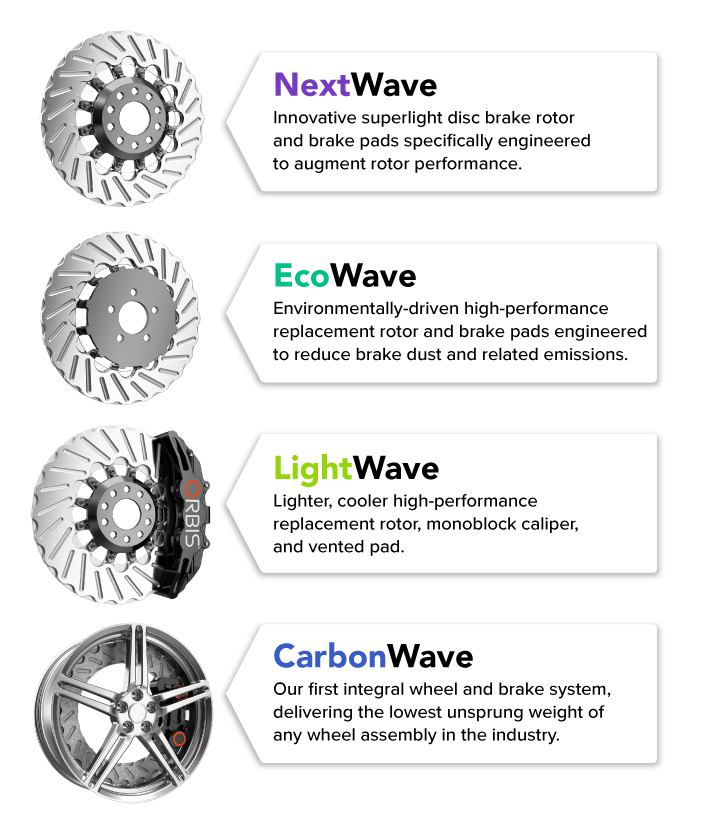 NextWave
Innovative superlight disc brake rotor
and brake pads specifically engineered
to augment rotor performance.
EcoWave
Environmentally-driven high-performance
replacement rotor and brake pads engineered
to reduce brake dust and related emissions.
ORBIS
LightWave
Lighter, cooler high-performance
replacement rotor, monoblock caliper,
and vented pad.
CarbonWave
Our first integral wheel and brake system,
delivering the lowest unsprung weight of
any wheel assembly in the industry.